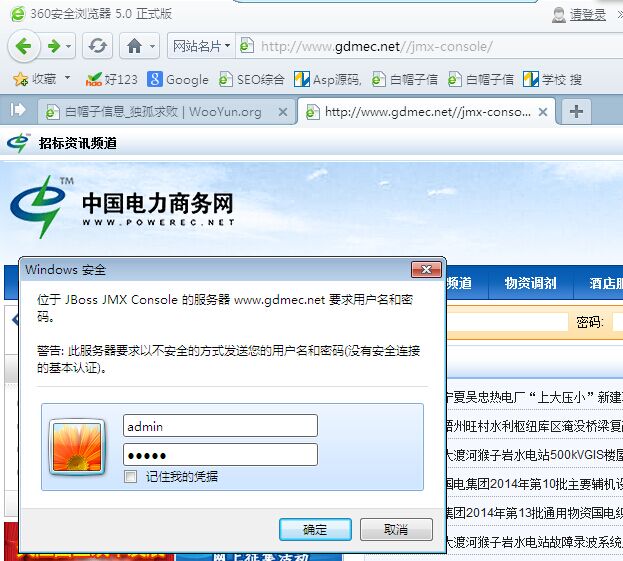 360安全浏览器 5.0 正式版
请登录
网站名片
http://www.gdmec.net//jmx-console/
收藏 好123 Google SEO综合 Asp源码, 白帽子信 白帽子信 学校 搜
白帽子信息_独孤求败 | WooYun.org http://www.gdmec.net//jmx-conso...
招标资讯频道
TM
中国电力商务网
WWW.POWEREC.NET
Windows 安全
频道 物资调剂 酒店
位于 JBoss JMX Console 的服务器 www.gdmec.net 要求用户名和密
码。
密码:
警告: 此服务器要求以不安全的方式发送您的用户名和密码(没有安全连接
的基本认证)。
宁夏吴忠热电厂“上大压小”新建
admin
梧州旺村水利枢纽库区淹没桥梁复
●●●●●
大渡河猴子岩水电站500kVGIS楼屋
记住我的凭据
国电集团2014年第10批主要辅机设
集团2014年第13批通用物资国电织
确定 取消
大渡河猴子岩水电站故障录波系统
网上征集活动